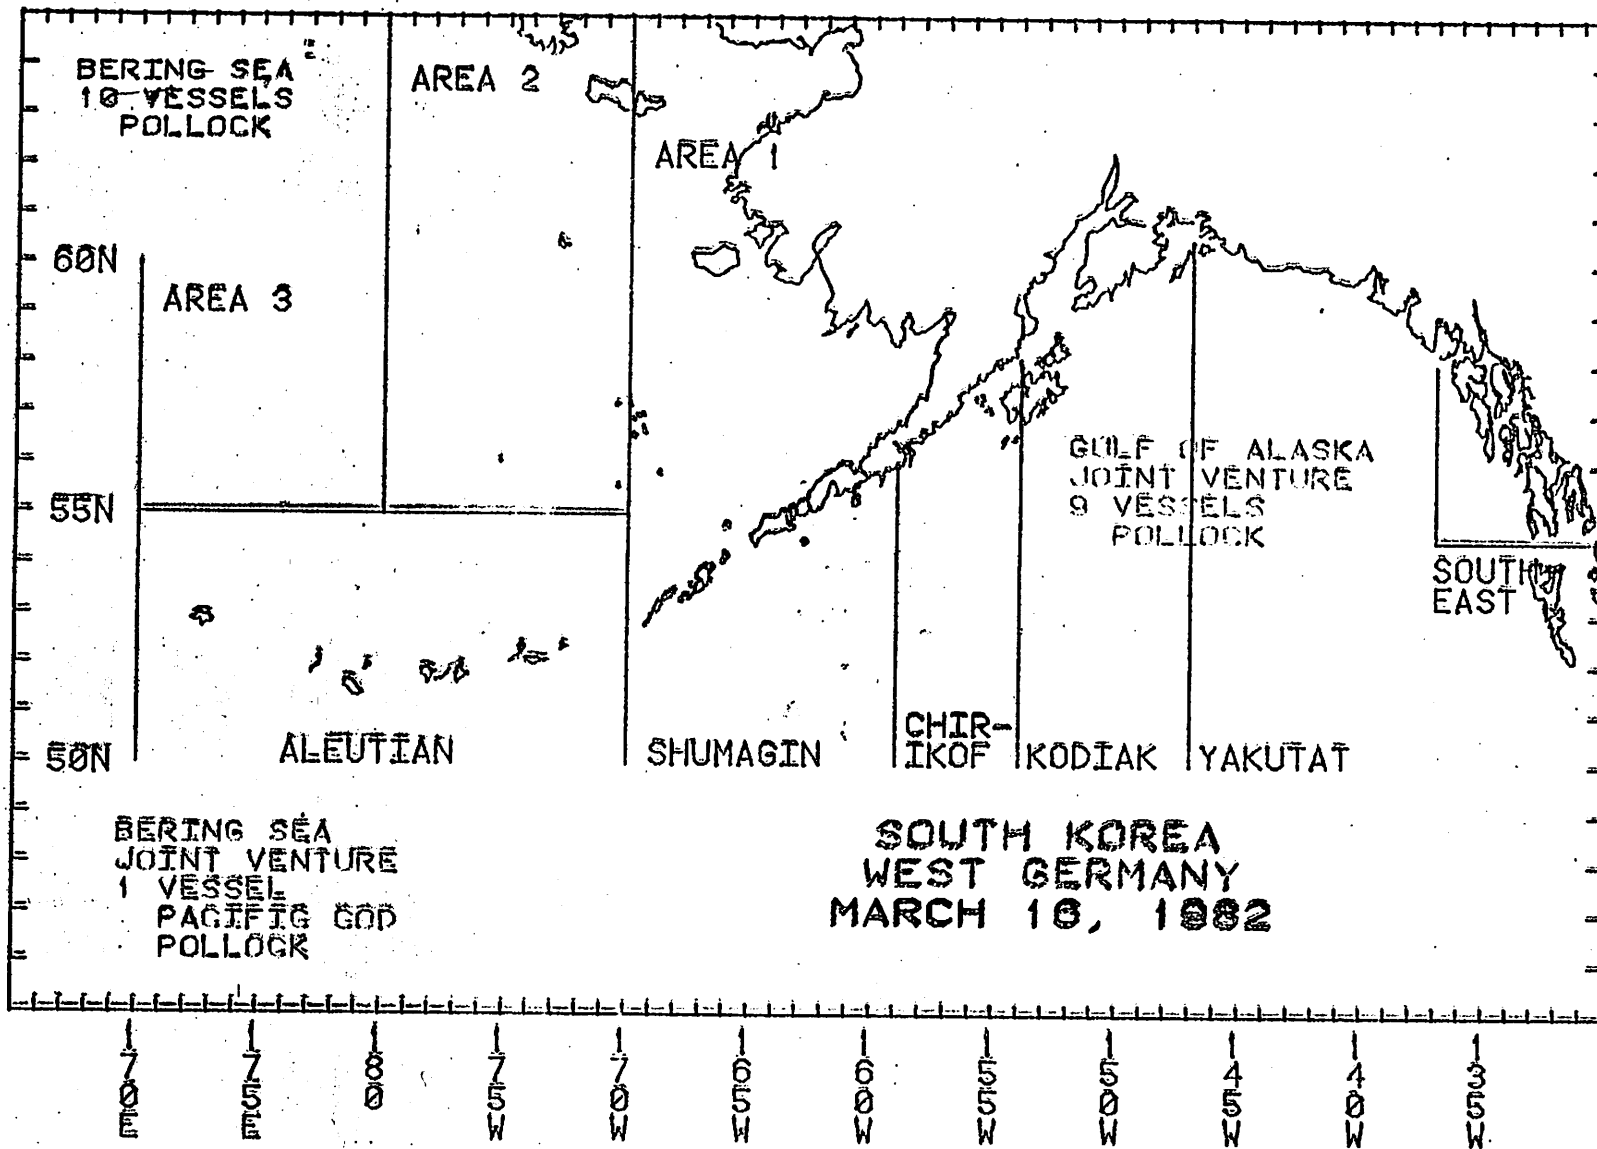 BERING SEA
10 VESSELS
POLLOCK
AREA 2
AREA 1
60N
AREA 3
GULF OF ALASKA
JOINT VENTURE
9 VESSELS
POLLOCK
55N
SOUTH
EAST
50N
ALEUTIAN
SHUMAGIN
CHIR-
IKOF
KODIAK
YAKUTAT
BERING SEA
JOINT VENTURE
1 VESSEL
PACIFIC COD
POLLOCK
SOUTH KOREA
WEST GERMANY
MARCH 16, 1982
170E
175E
180
175W
170W
165W
160W
155W
150W
145W
140W
135W